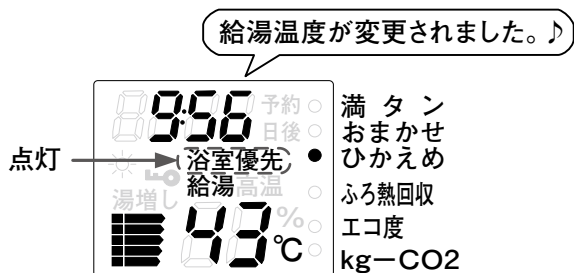 給湯温度が変更されました。♪
9:56
予約
満タン
日後
おまかせ
点灯
浴室優先
ひかえめ
給湯
高温
湯増し
ふろ熱回収
%
エコ度
43℃
kg－CO2